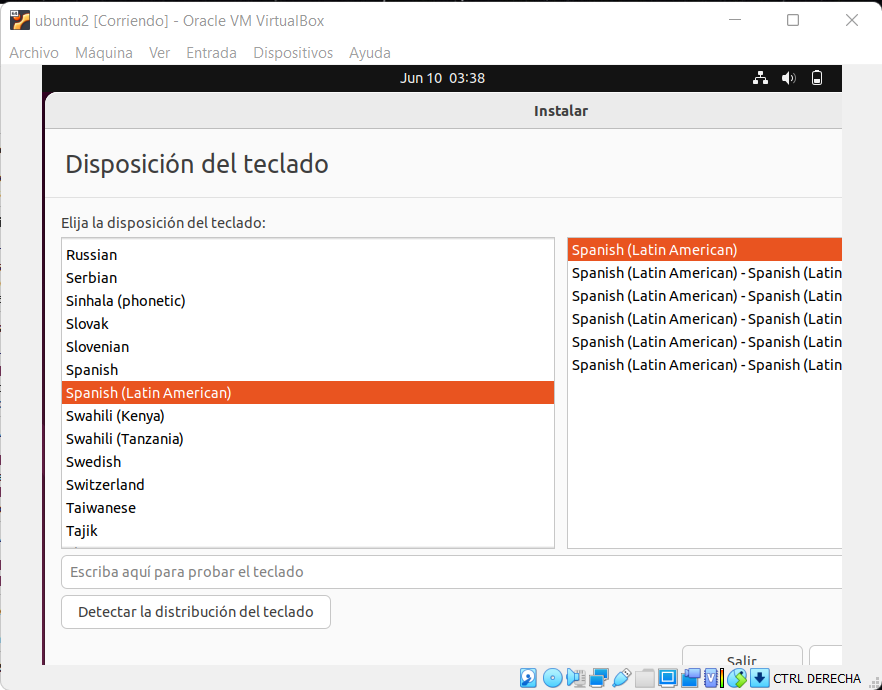 ubuntu2 [Corriendo] - Oracle VM VirtualBox
Archivo Máquina Ver Entrada Dispositivos Ayuda
Jun 10 03:38
Instalar
Disposición del teclado
Elija la disposición del teclado:
Russian
Serbian
Sinhala (phonetic)
Slovak
Slovenian
Spanish
Spanish (Latin American)
Swahili (Kenya)
Swahili (Tanzania)
Swedish
Switzerland
Taiwanese
Tajik
Spanish (Latin American)
Spanish (Latin American) - Spanish (Latin
Spanish (Latin American) - Spanish (Latin
Spanish (Latin American) - Spanish (Latin
Spanish (Latin American) - Spanish (Latin
Spanish (Latin American) - Spanish (Latin
Escriba aquí para probar el teclado
Detectar la distribución del teclado
Salir
CTRL DERECHA